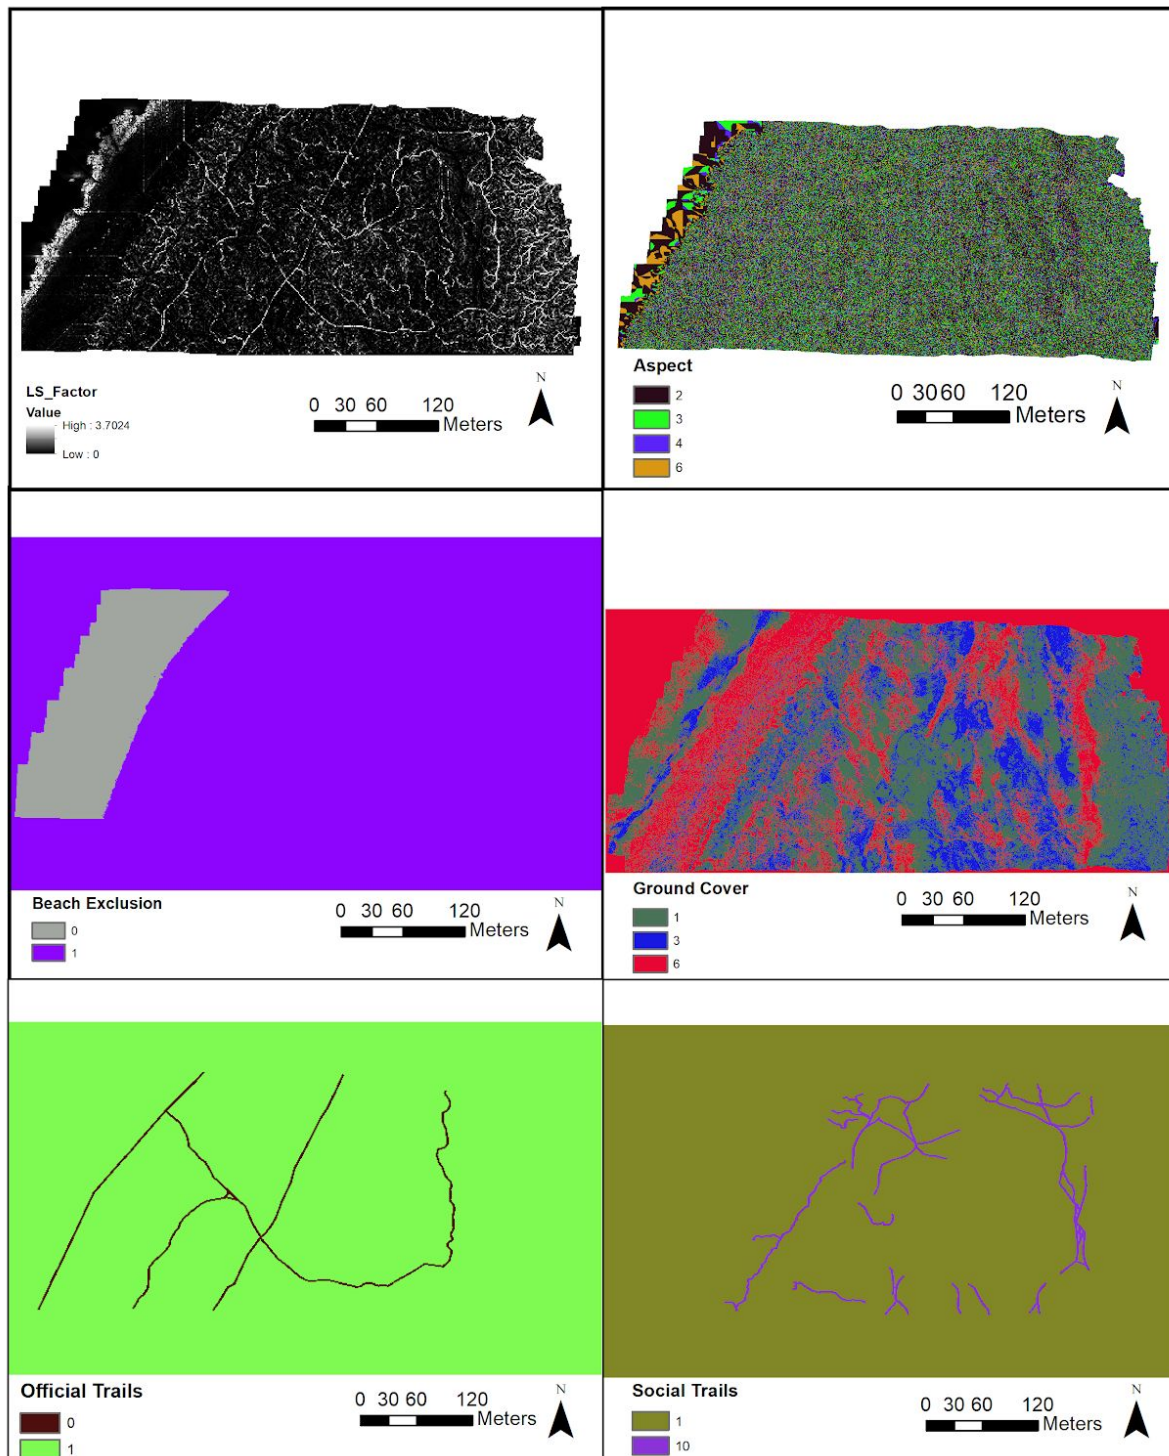 LS_Factor
Value
High : 3.7024
Low : 0
0 30 60 120
Meters
N
Aspect
2
3
4
6
0 30 60 120
Meters
N
Beach Exclusion
0
1
0 30 60 120
Meters
N
Ground Cover
1
3
6
0 30 60 120
Meters
N
Official Trails
0
1
0 30 60 120
Meters
N
Social Trails
1
10
0 30 60 120
Meters
N